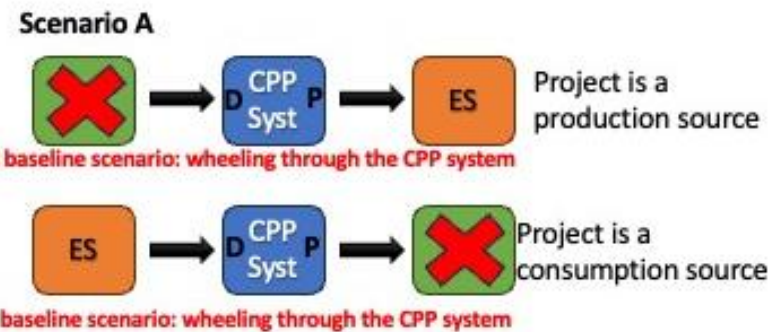 Scenario A
D CPP P
Syst
ES
Project is a
production source
baseline scenario: wheeling through the CPP system
ES
D CPP P
Syst
Project is a
consumption source
baseline scenario: wheeling through the CPP system